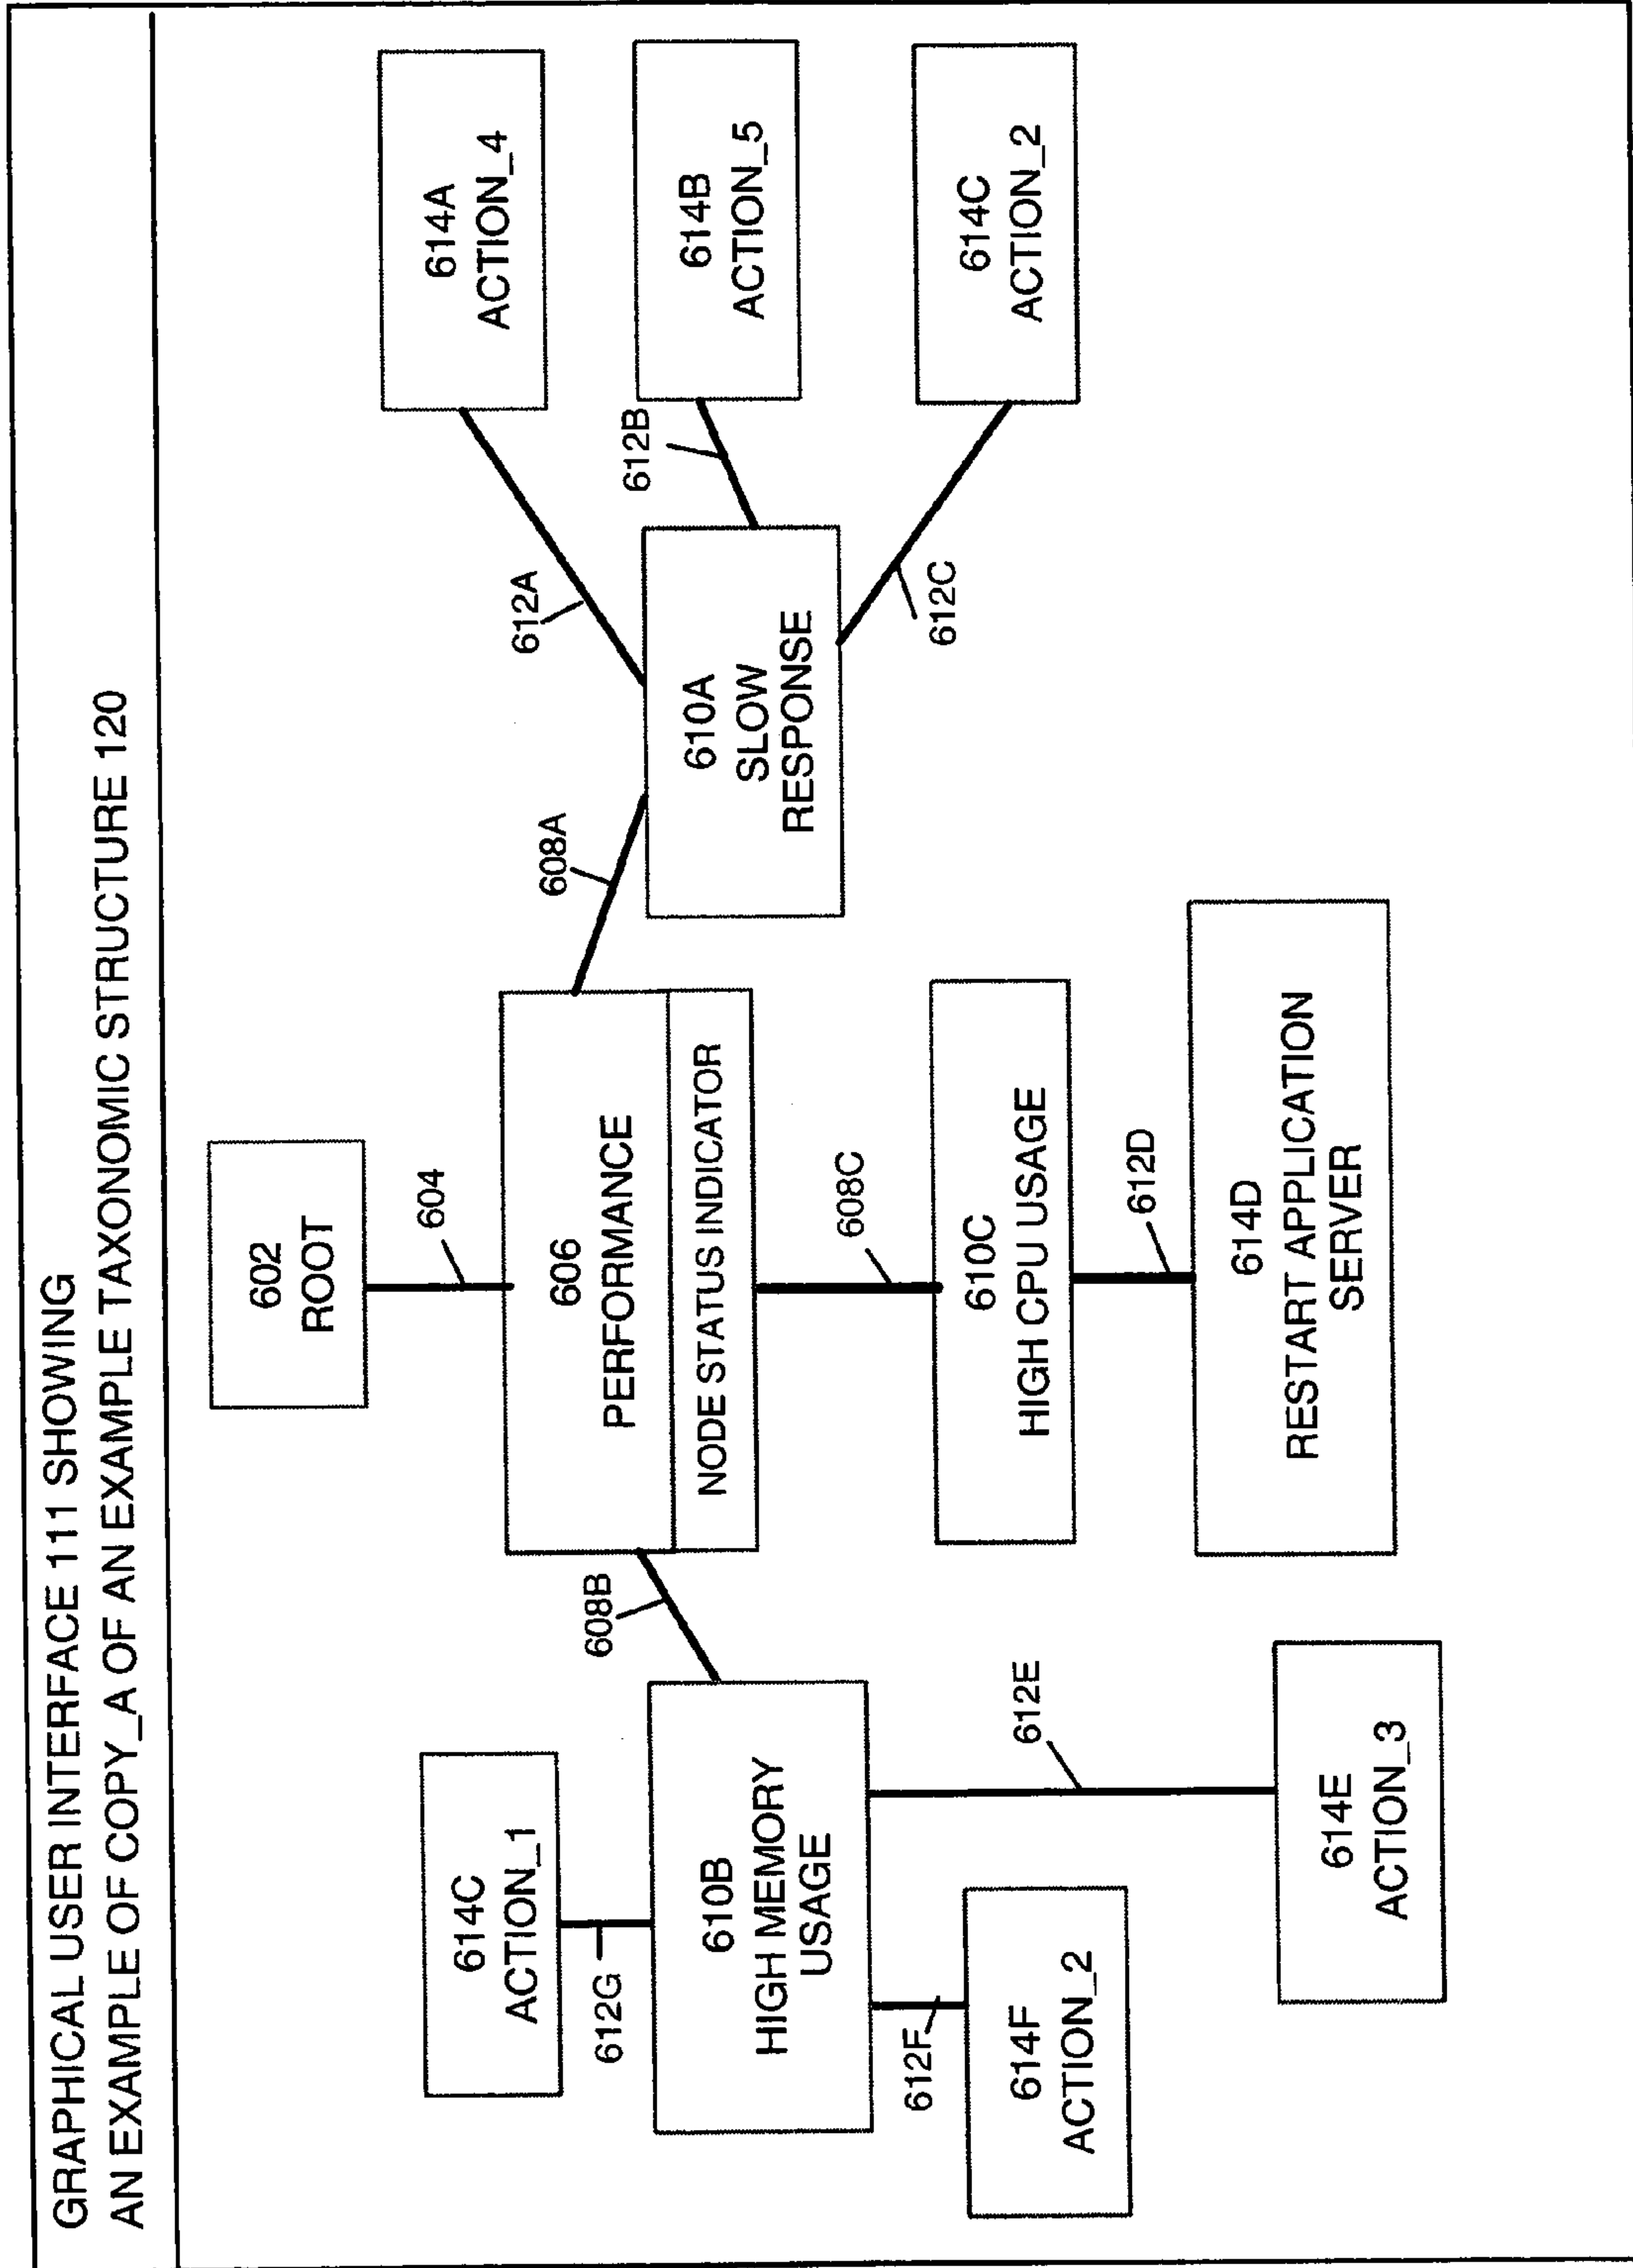 GRAPHICAL USER INTERFACE 111 SHOWING
AN EXAMPLE OF COPY_A OF AN EXAMPLE TAXONOMIC STRUCTURE 120
602
ROOT
604
606
PERFORMANCE
NODE STATUS INDICATOR
608A
608B
608C
610A
SLOW
RESPONSE
612A
612B
612C
614A
ACTION_4
614B
ACTION_5
614C
ACTION_2
610C
HIGH CPU USAGE
612D
614D
RESTART APPLICATION
SERVER
614C
ACTION_1
612G
610B
HIGH MEMORY
USAGE
612F
614F
ACTION_2
612E
614E
ACTION_3